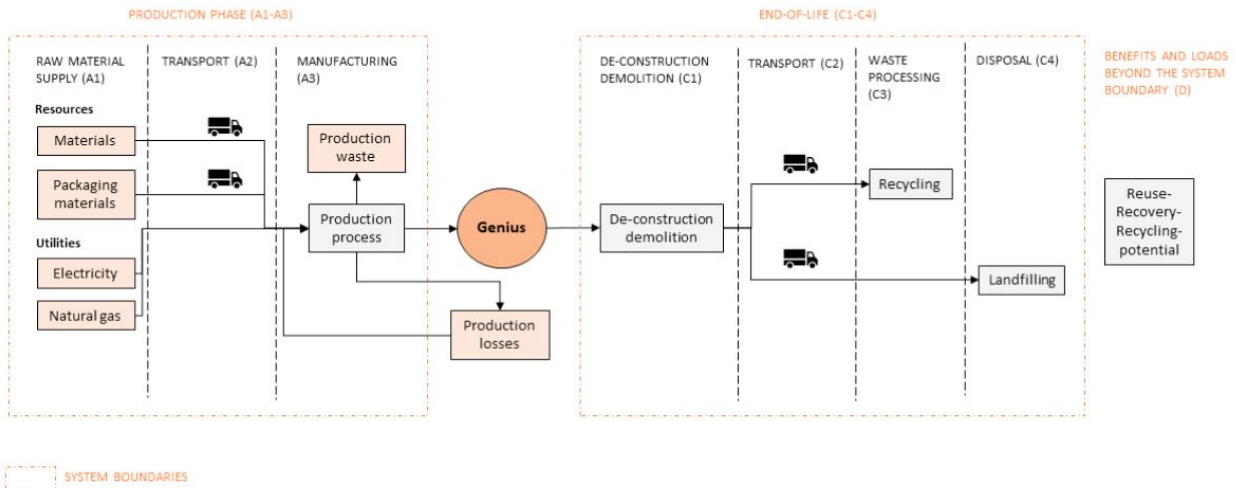 PRODUCTION PHASE (A1-A3)
END-OF-LIFE (C1-C4)
RAW MATERIAL
SUPPLY (A1)
TRANSPORT (A2)
MANUFACTURING
(A3)
DE-CONSTRUCTION
DEMOLITION (C1)
TRANSPORT (C2)
WASTE
PROCESSING
(C3)
DISPOSAL (C4)
BENEFITS AND LOADS
BEYOND THE SYSTEM
BOUNDARY (D)
Resources
Materials
Packaging
materials
Utilities
Electricity
Natural gas
Production
waste
Production
process
Production
losses
Genius
De-construction
demolition
Recycling
Landfilling
Reuse-
Recovery-
Recycling-
potential
SYSTEM BOUNDARIES